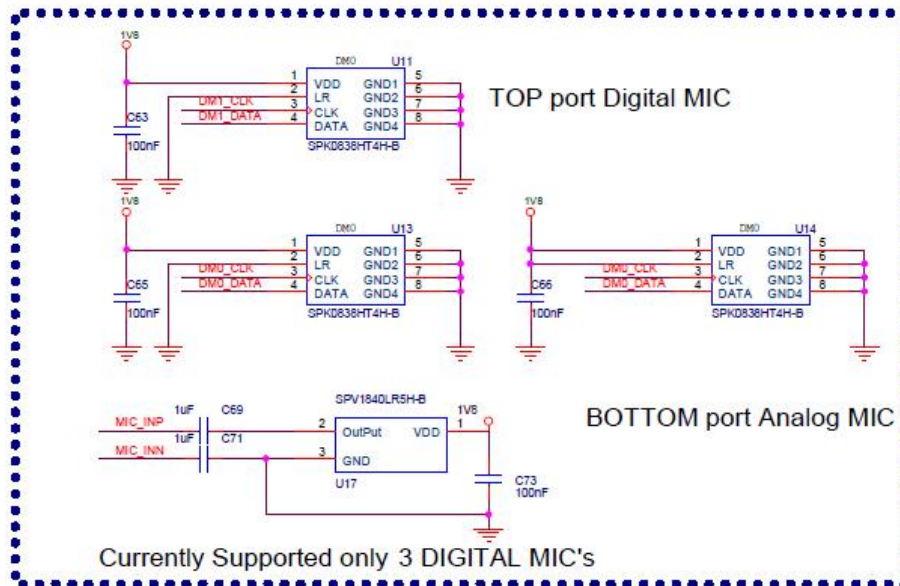 1V8
DM0 U11
1 VDD GND1 5
2 LR GND2 6
DM1_CLK 3 CLK GND3 7
DM1_DATA 4 DATA GND4 8
C63
100nF
SPK0838HT4H-B
TOP port Digital MIC
1V8
DM0 U13
1 VDD GND1 5
2 LR GND2 6
DM0_CLK 3 CLK GND3 7
DM0_DATA 4 DATA GND4 8
C65
100nF
SPK0838HT4H-B
1V8
DM0 U14
1 VDD GND1 5
2 LR GND2 6
DM0_CLK 3 CLK GND3 7
DM0_DATA 4 DATA GND4 8
C66
100nF
SPK0838HT4H-B
SPV1840LR5H-B
1uF C69 1V8
MIC_INP 2 OutPut VDD 1
1uF C71
MIC_INN 3 GND
U17
C73
100nF
BOTTOM port Analog MIC
Currently Supported only 3 DIGITAL MIC's